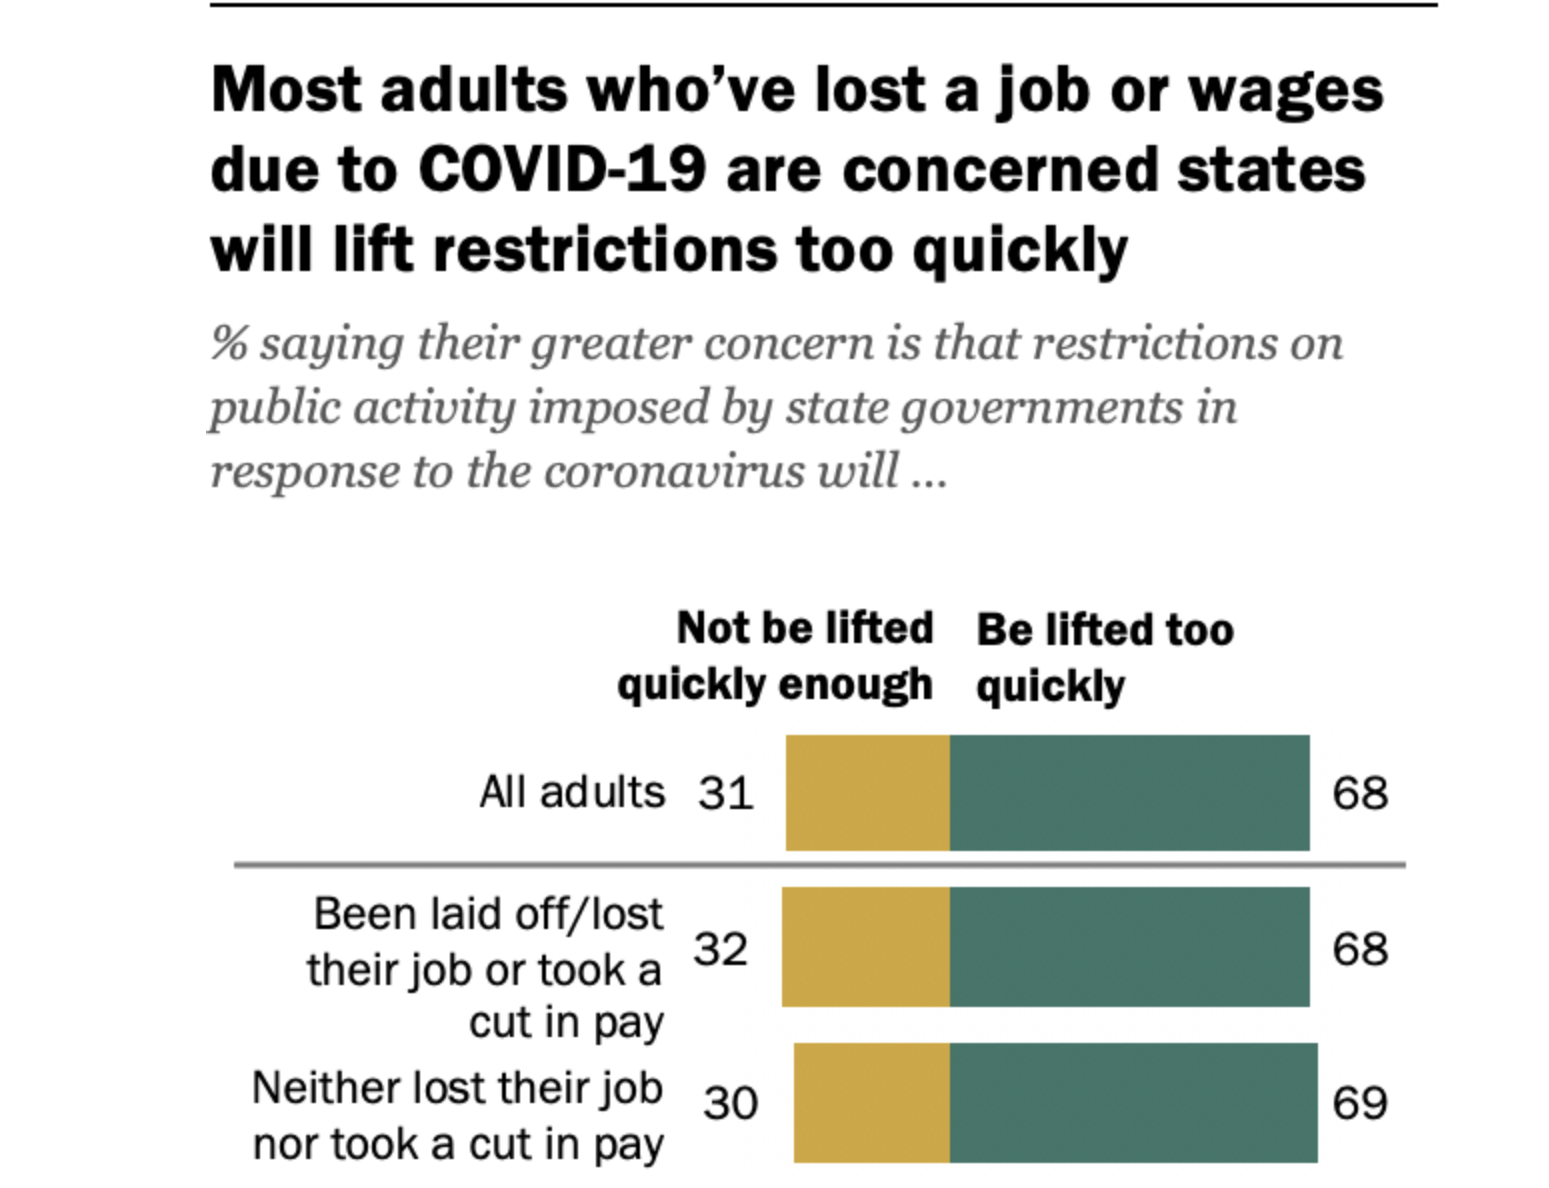 Most adults who’ve lost a job or wages
due to COVID-19 are concerned states
will lift restrictions too quickly
% saying their greater concern is that restrictions on
public activity imposed by state governments in
response to the coronavirus will ...
Not be lifted
quickly enough
Be lifted too
quickly
All adults 31 68
Been laid off/lost
their job or took a
cut in pay
32 68
Neither lost their job
nor took a cut in pay
30 69